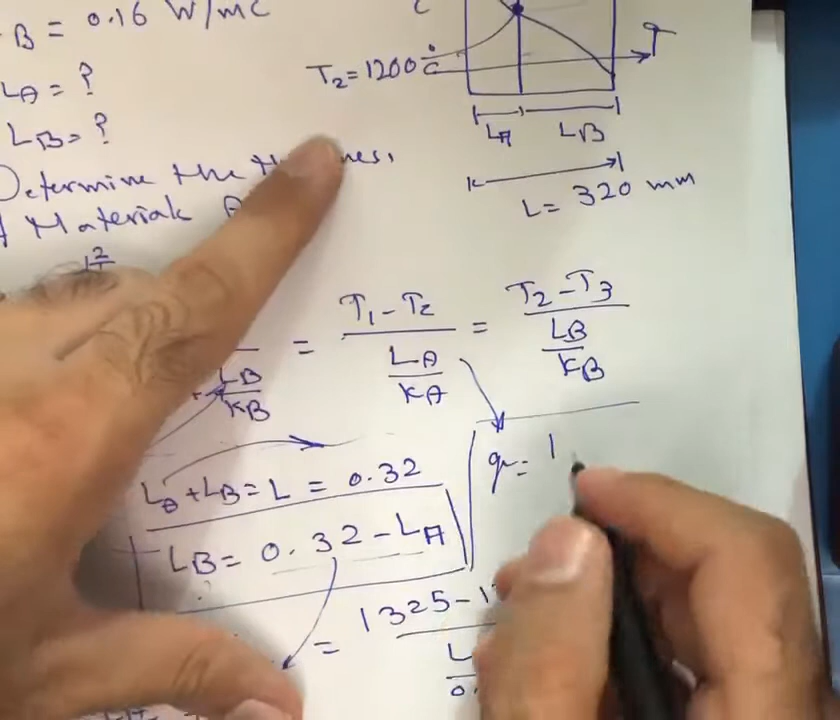 B = 0.16 W/mc
LA = ?
T2 = 1200°C
LB = ?
LA LB
L = 320 mm
Determine the
Material
T1 - T2 / LA/KA = T2 - T3 / LB/KB
LB/KB
LA + LB = L = 0.32
q = 1
LB = 0.32 - LA
= 1325 - 1
L
0.